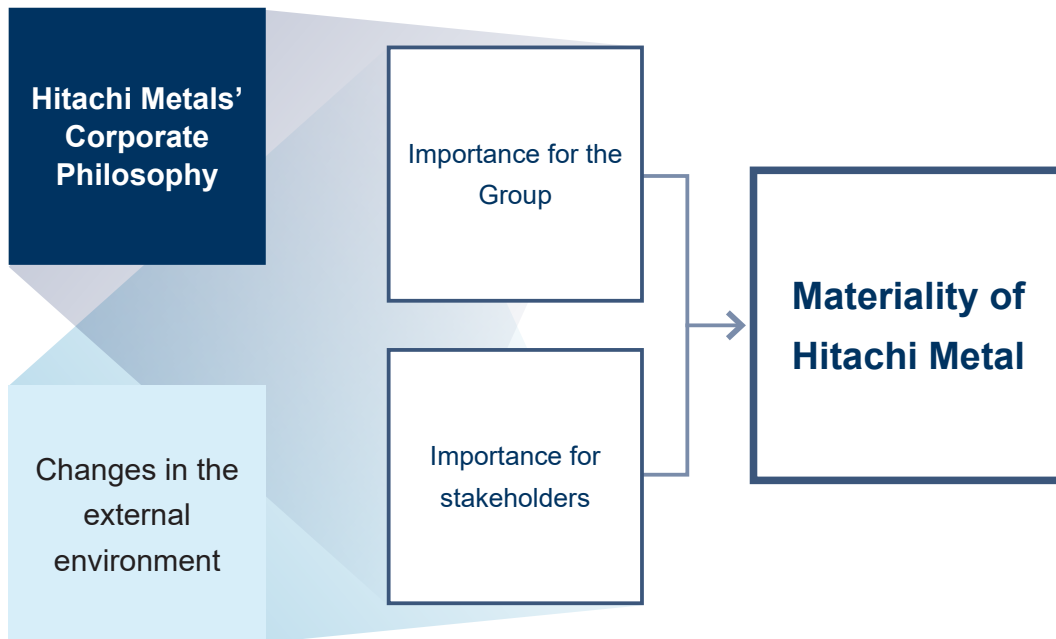 Hitachi Metals’
Corporate
Philosophy
Changes in the
external
environment
Importance for the
Group
Importance for
stakeholders
Materiality of
Hitachi Metal